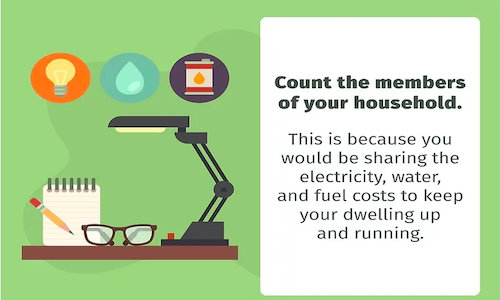 Count the members
of your household.
This is because you
would be sharing the
electricity, water,
and fuel costs to keep
your dwelling up
and running.